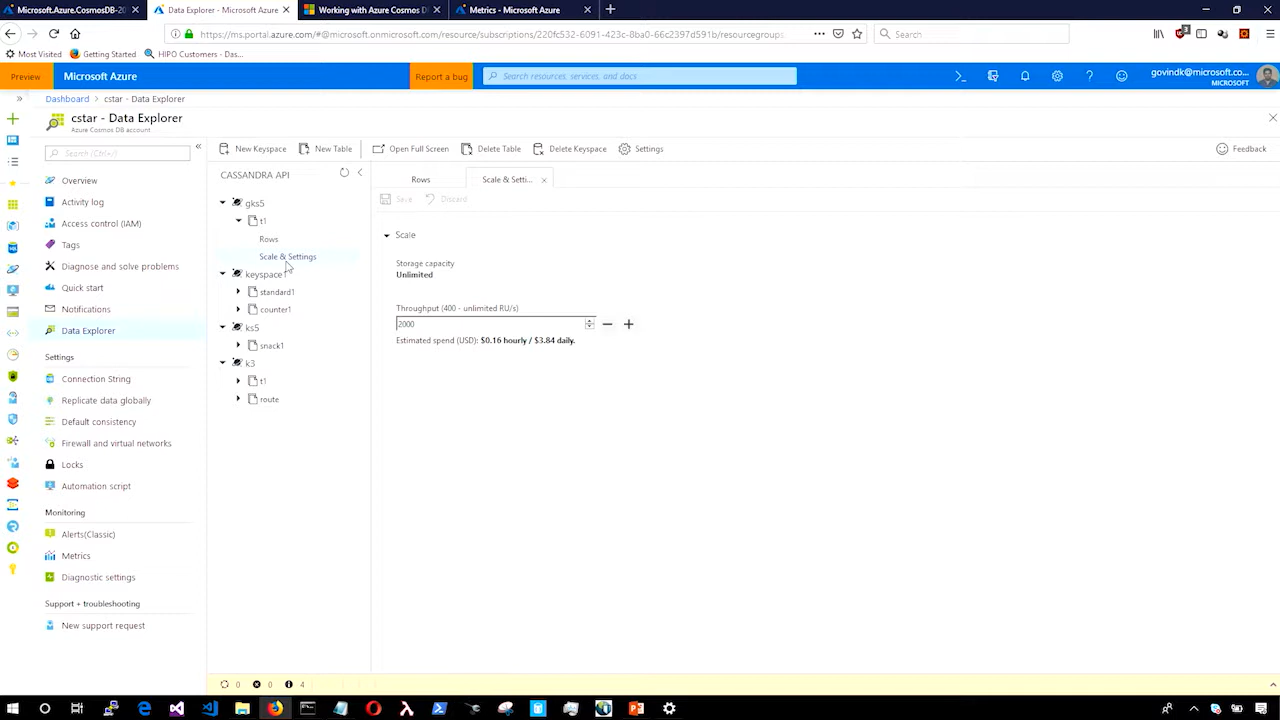 Microsoft.Azure.CosmosDB-20
Data Explorer - Microsoft Azure
Working with Azure Cosmos DB
Metrics - Microsoft Azure
https://ms.portal.azure.com/#@microsoft.onmicrosoft.com/resource/subscriptions/220fc532-6091-423c-8ba0-66c2397d591b/resourcegroups
Search
Most Visited
Getting Started
HIPO Customers - Das...
Preview
Microsoft Azure
Report a bug
Search resources, services, and docs
govindk@microsoft.co...
MICROSOFT
Dashboard > cstar - Data Explorer
cstar - Data Explorer
Azure Cosmos DB account
Search (Ctrl+/)
Overview
Activity log
Access control (IAM)
Tags
Diagnose and solve problems
Quick start
Notifications
Data Explorer
Settings
Connection String
Replicate data globally
Default consistency
Firewall and virtual networks
Locks
Automation script
Monitoring
Alerts(Classic)
Metrics
Diagnostic settings
Support + troubleshooting
New support request
New Keyspace
New Table
Open Full Screen
Delete Table
Delete Keyspace
Settings
Feedback
CASSANDRA API
gks5
t1
Rows
Scale & Settings
keyspace1
standard1
counter1
ks5
snack1
k3
t1
route
Rows
Scale & Setti...
Save
Discard
Scale
Storage capacity
Unlimited
Throughput (400 - unlimited RU/s)
2000
Estimated spend (USD): $0.16 hourly / $3.84 daily.
0
0
4